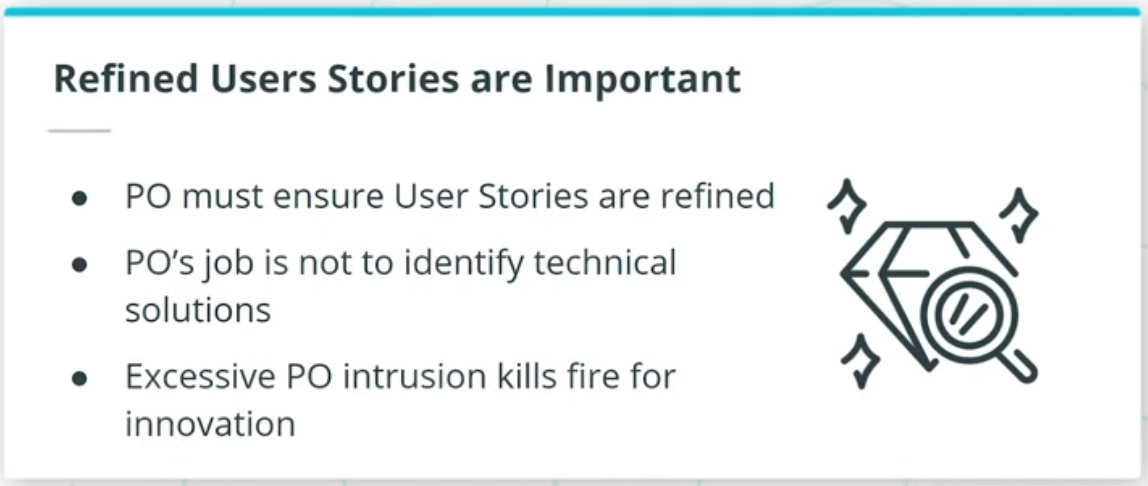 Refined Users Stories are Important
● PO must ensure User Stories are refined
● PO’s job is not to identify technical
solutions
● Excessive PO intrusion kills fire for
innovation